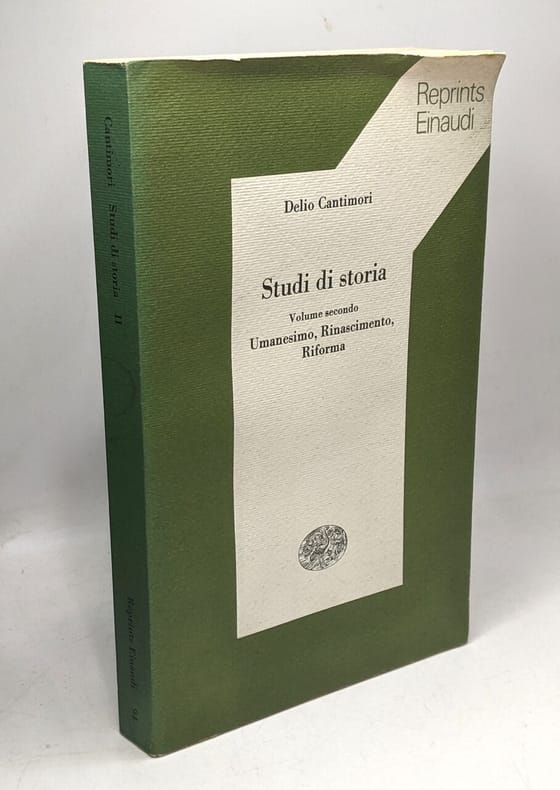 Reprints
Einaudi
Delio Cantimori
Studi di storia
Volume secondo
Umanesimo, Rinascimento,
Riforma
Cantimori Studi di storia II
Reprints Einaudi 94